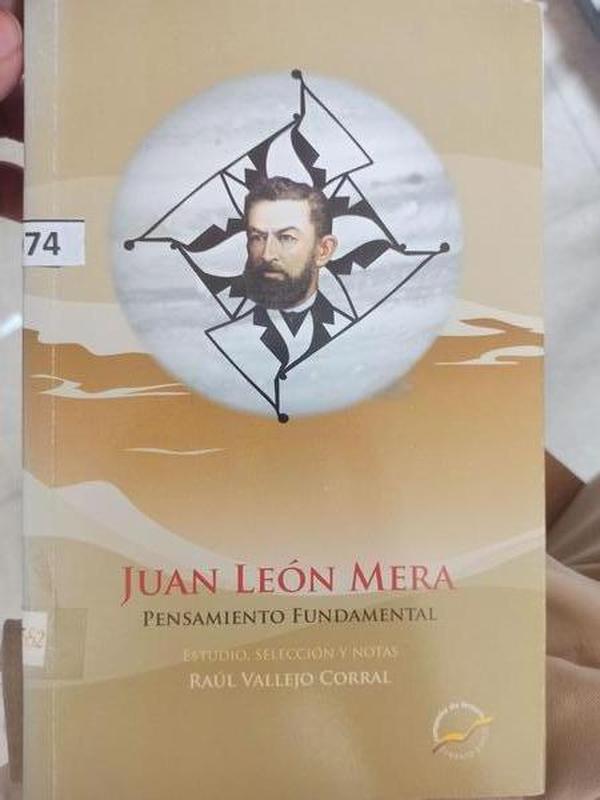 74
JUAN LEÓN MERA
PENSAMIENTO FUNDAMENTAL
ESTUDIO, SELECCIÓN Y NOTAS
RAÚL VALLEJO CORRAL